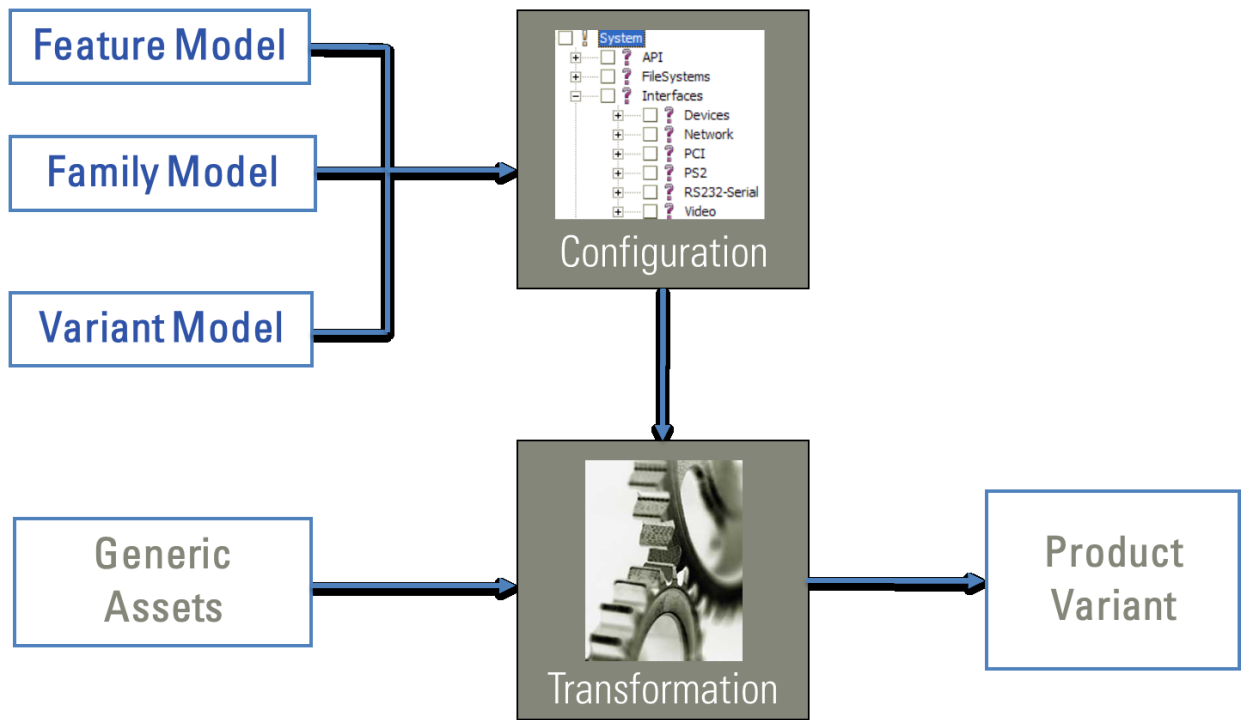 Feature Model
Family Model
Variant Model
System
API
FileSystems
Interfaces
Devices
Network
PCI
PS2
RS232-Serial
Video
Configuration
Generic
Assets
Transformation
Product
Variant